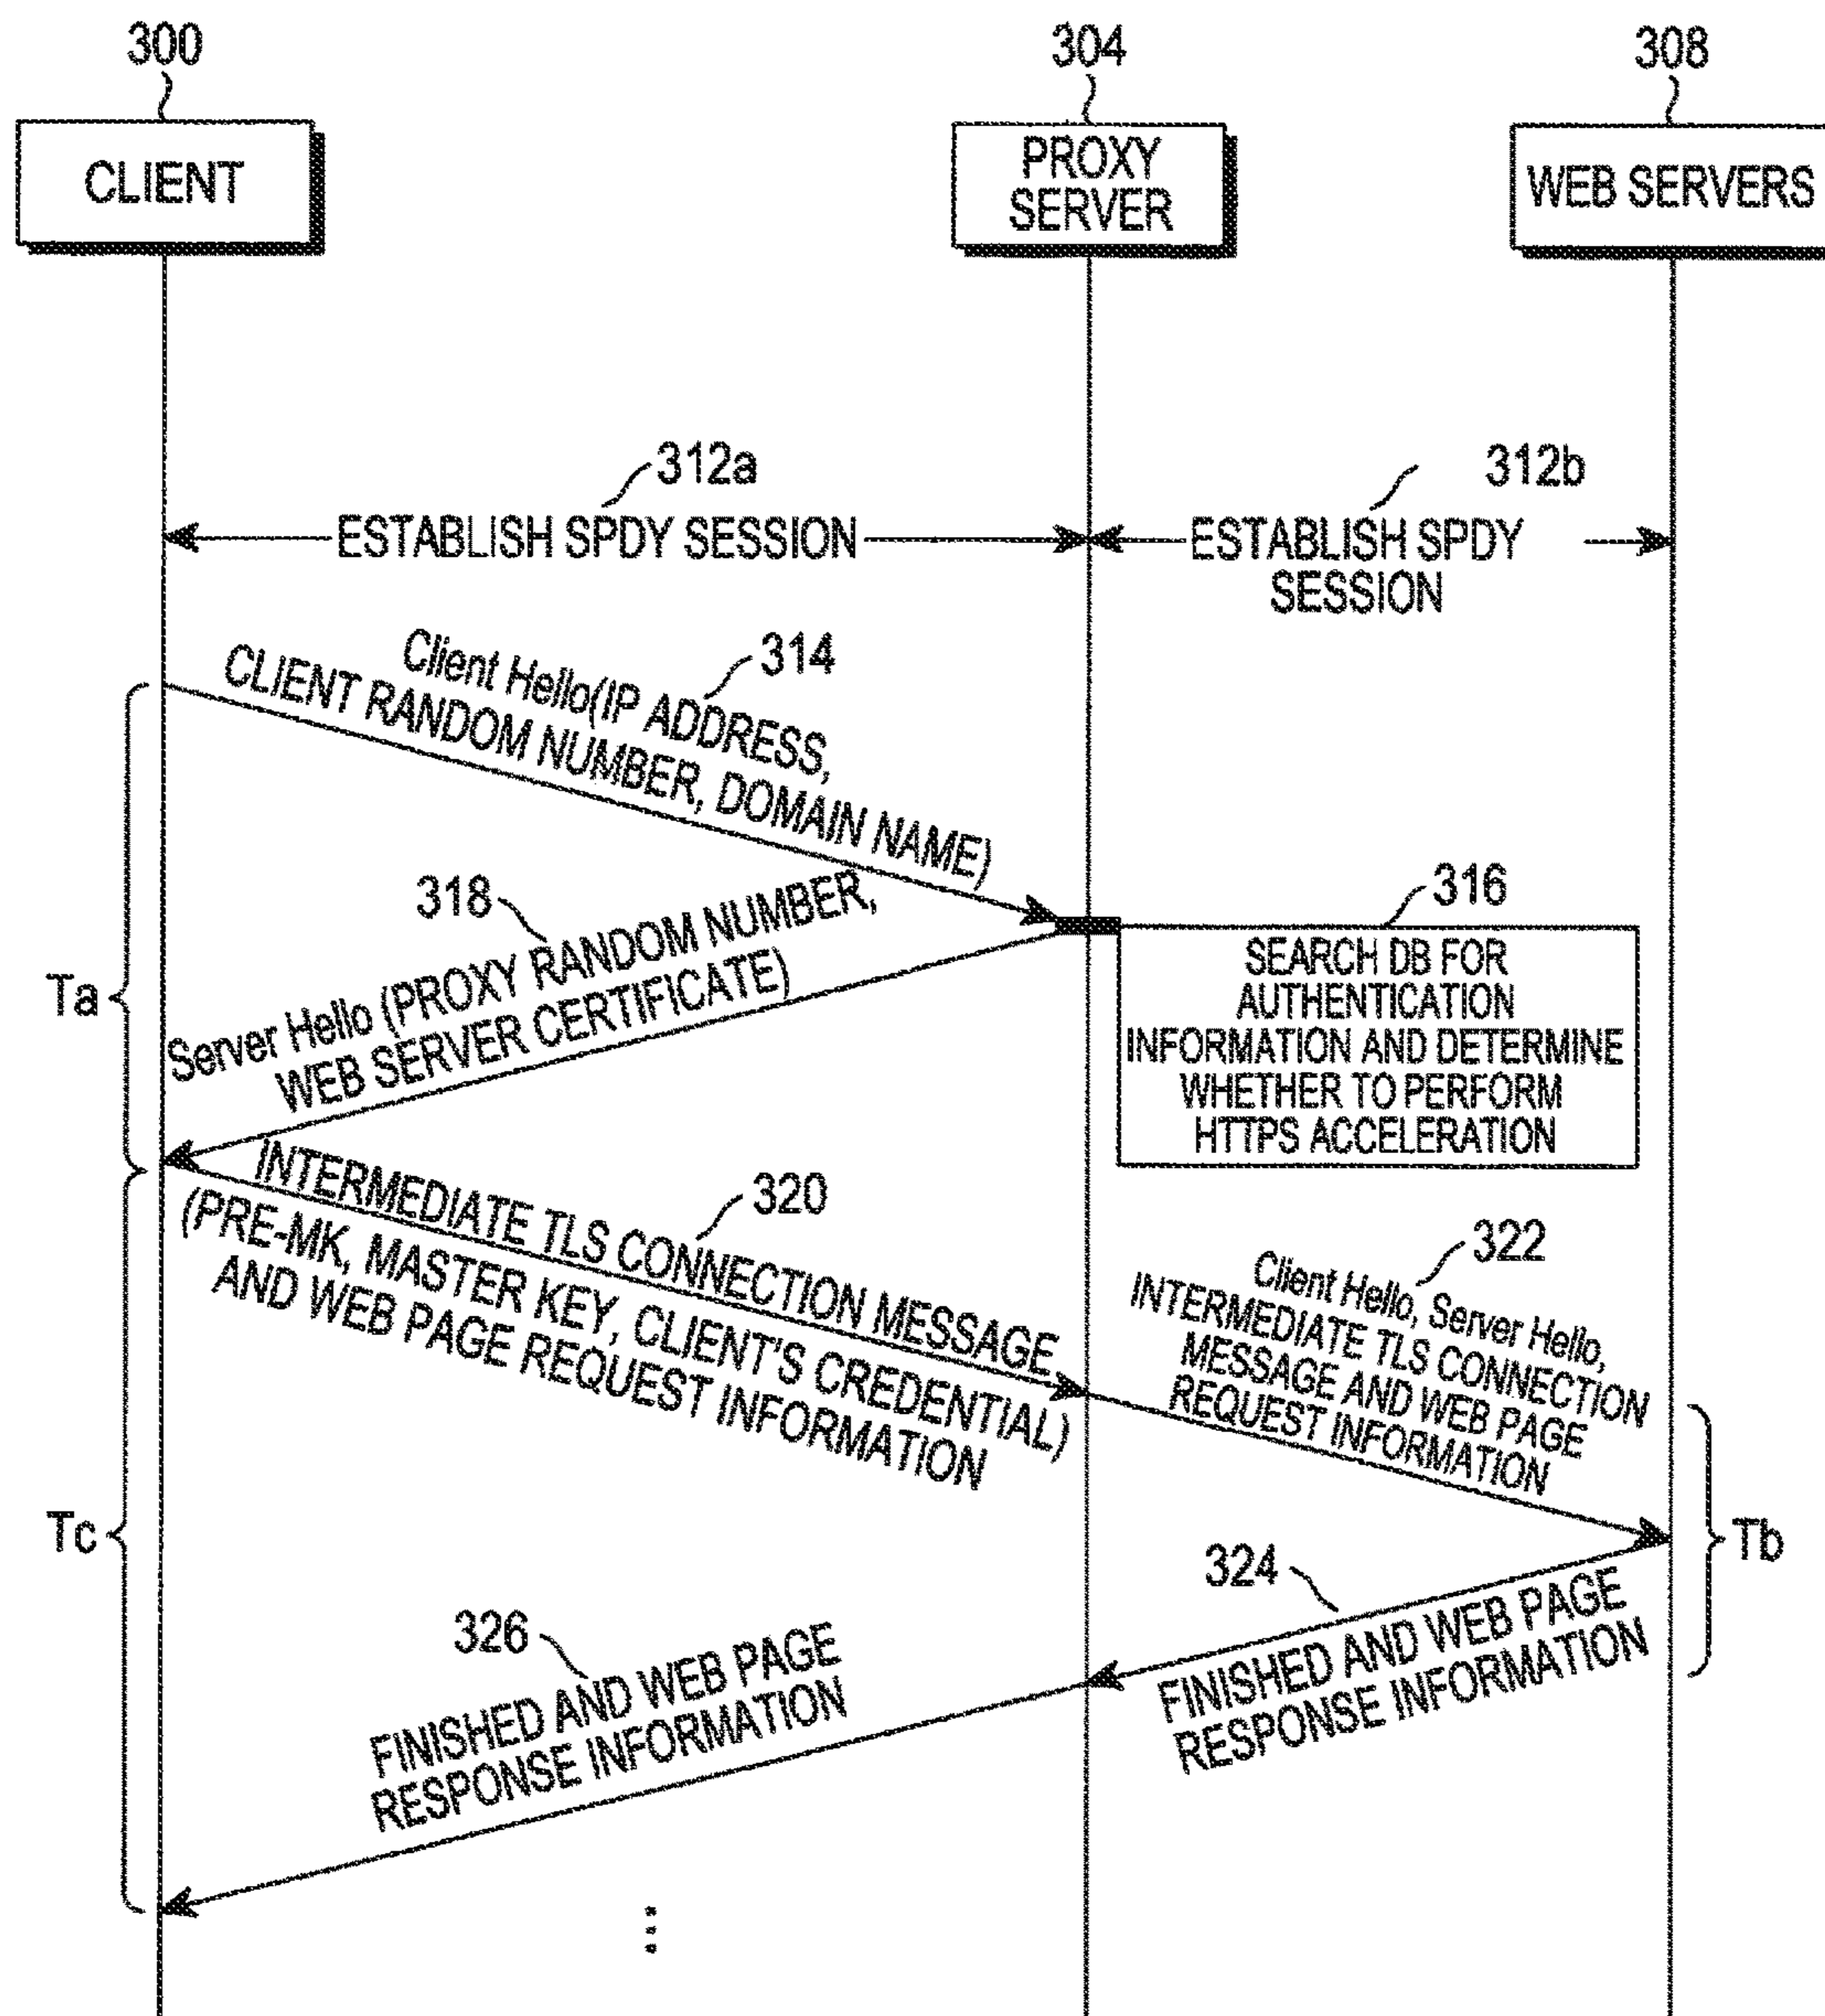 300
304
308
CLIENT
PROXY
SERVER
WEB SERVERS
312a
312b
ESTABLISH SPDY SESSION
ESTABLISH SPDY
SESSION
314
Client Hello(IP ADDRESS,
CLIENT RANDOM NUMBER, DOMAIN NAME)
318
316
Server Hello (PROXY RANDOM NUMBER,
WEB SERVER CERTIFICATE)
SEARCH DB FOR
AUTHENTICATION
INFORMATION AND DETERMINE
WHETHER TO PERFORM
HTTPS ACCELERATION
Ta
320
INTERMEDIATE TLS CONNECTION MESSAGE
(PRE-MK, MASTER KEY, CLIENT'S CREDENTIAL)
AND WEB PAGE REQUEST INFORMATION
322
Client Hello, Server Hello,
INTERMEDIATE TLS CONNECTION
MESSAGE AND WEB PAGE
REQUEST INFORMATION
Tc
Tb
324
FINISHED AND WEB PAGE
RESPONSE INFORMATION
326
FINISHED AND WEB PAGE
RESPONSE INFORMATION